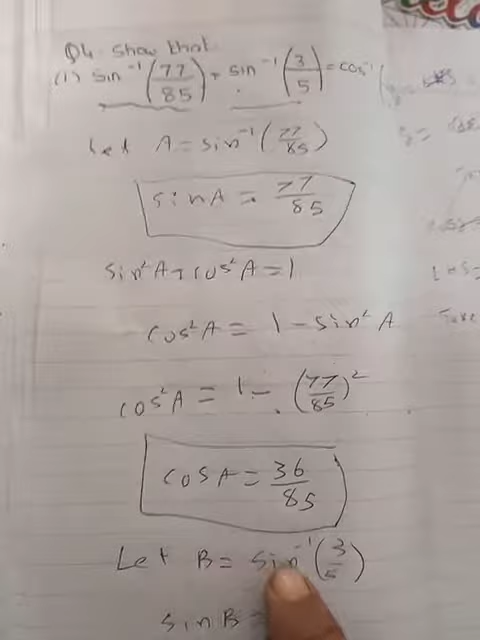 Q4. Show that
(1) sin⁻¹(77/85) + sin⁻¹(3/5) = cos⁻¹(
Let A = sin⁻¹(77/85)
sinA = 77/85
sin²A + cos²A = 1
cos²A = 1 - sin²A
cos²A = 1 - (77/85)²
cosA = 36/85
Let B = sin⁻¹(3/5)
sinB =